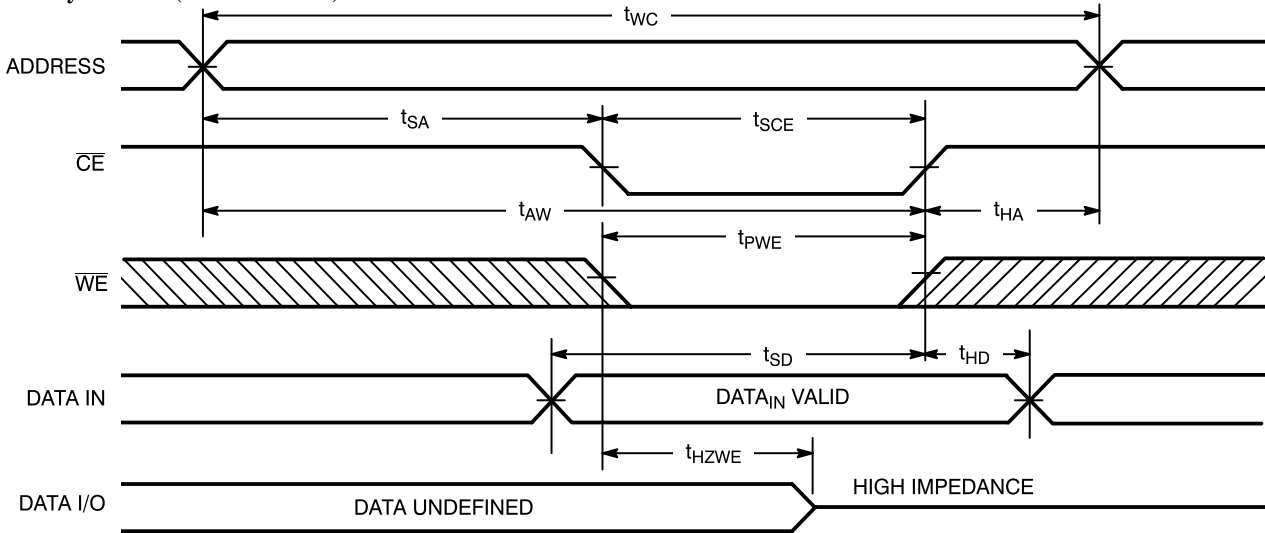 tWC
ADDRESS
tSA
tSCE
CE
tAW
tHA
tPWE
WE
tSD
tHD
DATA IN
DATAIN VALID
tHZWE
DATA I/O
DATA UNDEFINED
HIGH IMPEDANCE